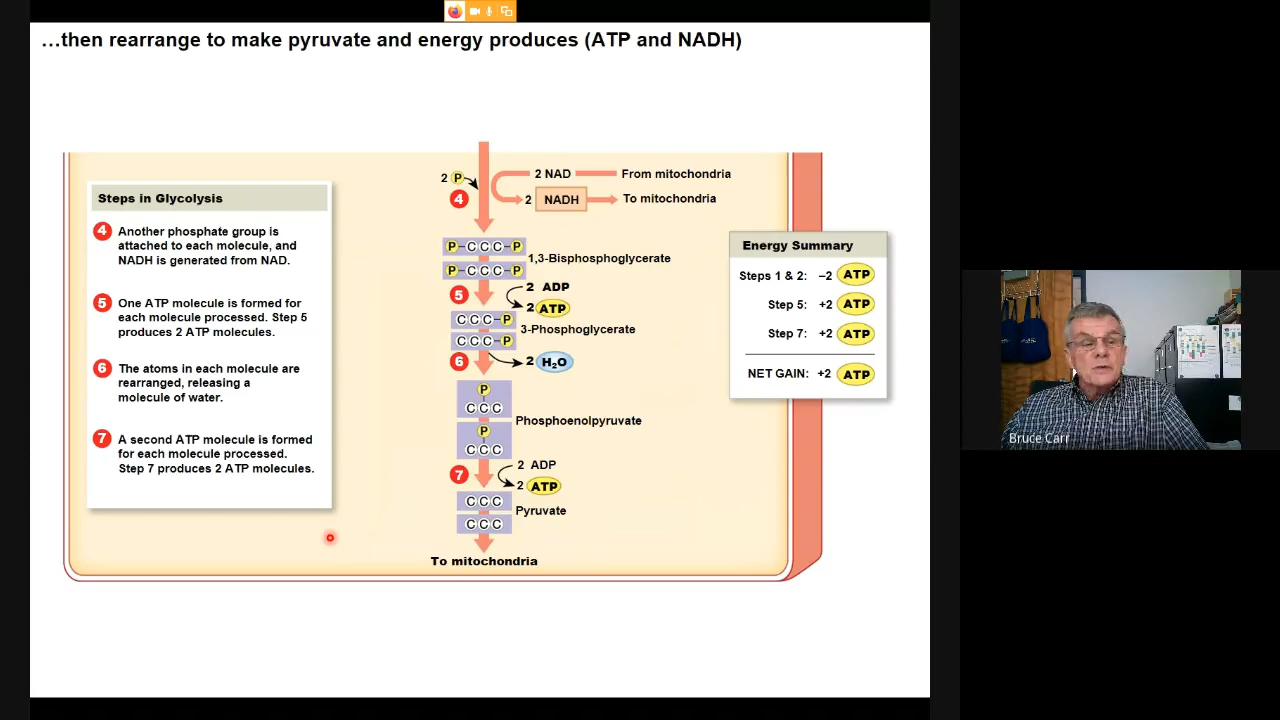 …then rearrange to make pyruvate and energy produces (ATP and NADH)
Steps in Glycolysis
4 Another phosphate group is
attached to each molecule, and
NADH is generated from NAD.
5 One ATP molecule is formed for
each molecule processed. Step 5
produces 2 ATP molecules.
6 The atoms in each molecule are
rearranged, releasing a
molecule of water.
7 A second ATP molecule is formed
for each molecule processed.
Step 7 produces 2 ATP molecules.
2 P
4
2 NAD From mitochondria
2 NADH To mitochondria
P C C C P
P C C C P
1,3-Bisphosphoglycerate
5
2 ADP
2 ATP
C C C P
C C C P
3-Phosphoglycerate
6
2 H₂O
P
C C C
P
C C C
Phosphoenolpyruvate
7
2 ADP
2 ATP
C C C
C C C
Pyruvate
To mitochondria
Energy Summary
Steps 1 & 2: –2 ATP
Step 5: +2 ATP
Step 7: +2 ATP
NET GAIN: +2 ATP
Bruce Carr